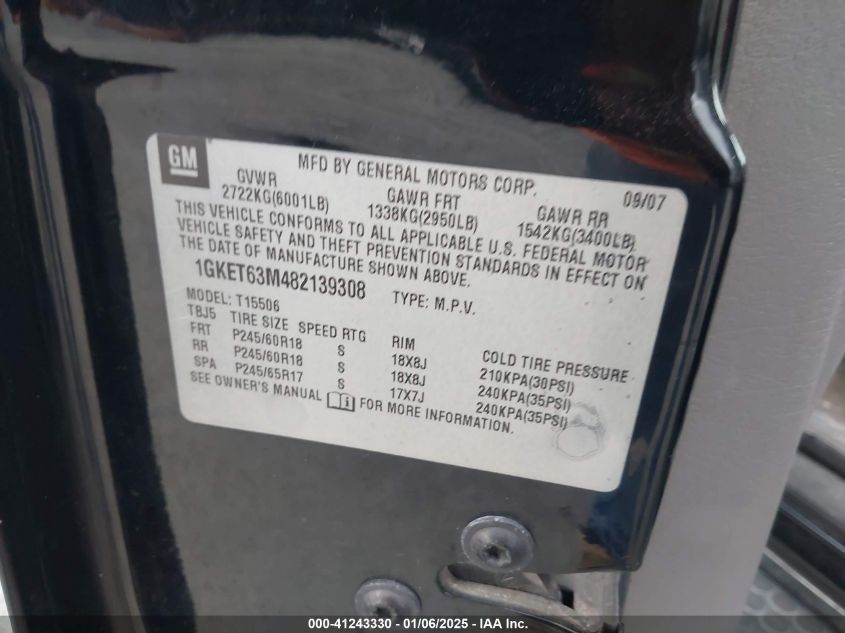 GM
MFD BY GENERAL MOTORS CORP. 09/07
GVWR GAWR FRT GAWR RR
2722KG(6001LB) 1338KG(2950LB) 1542KG(3400LB)
THIS VEHICLE CONFORMS TO ALL APPLICABLE U.S. FEDERAL MOTOR
VEHICLE SAFETY AND THEFT PREVENTION STANDARDS IN EFFECT ON
THE DATE OF MANUFACTURE SHOWN ABOVE.
1GKET63M482139308 TYPE: M.P.V.
MODEL: T15506
TBJ5 TIRE SIZE SPEED RTG RIM COLD TIRE PRESSURE
FRT P245/60R18 S 18X8J 210KPA(30PSI)
RR P245/60R18 S 18X8J 240KPA(35PSI)
SPA P245/65R17 S 17X7J 240KPA(35PSI)
SEE OWNER'S MANUAL FOR MORE INFORMATION.
000-41243330 - 01/06/2025 - IAA Inc.